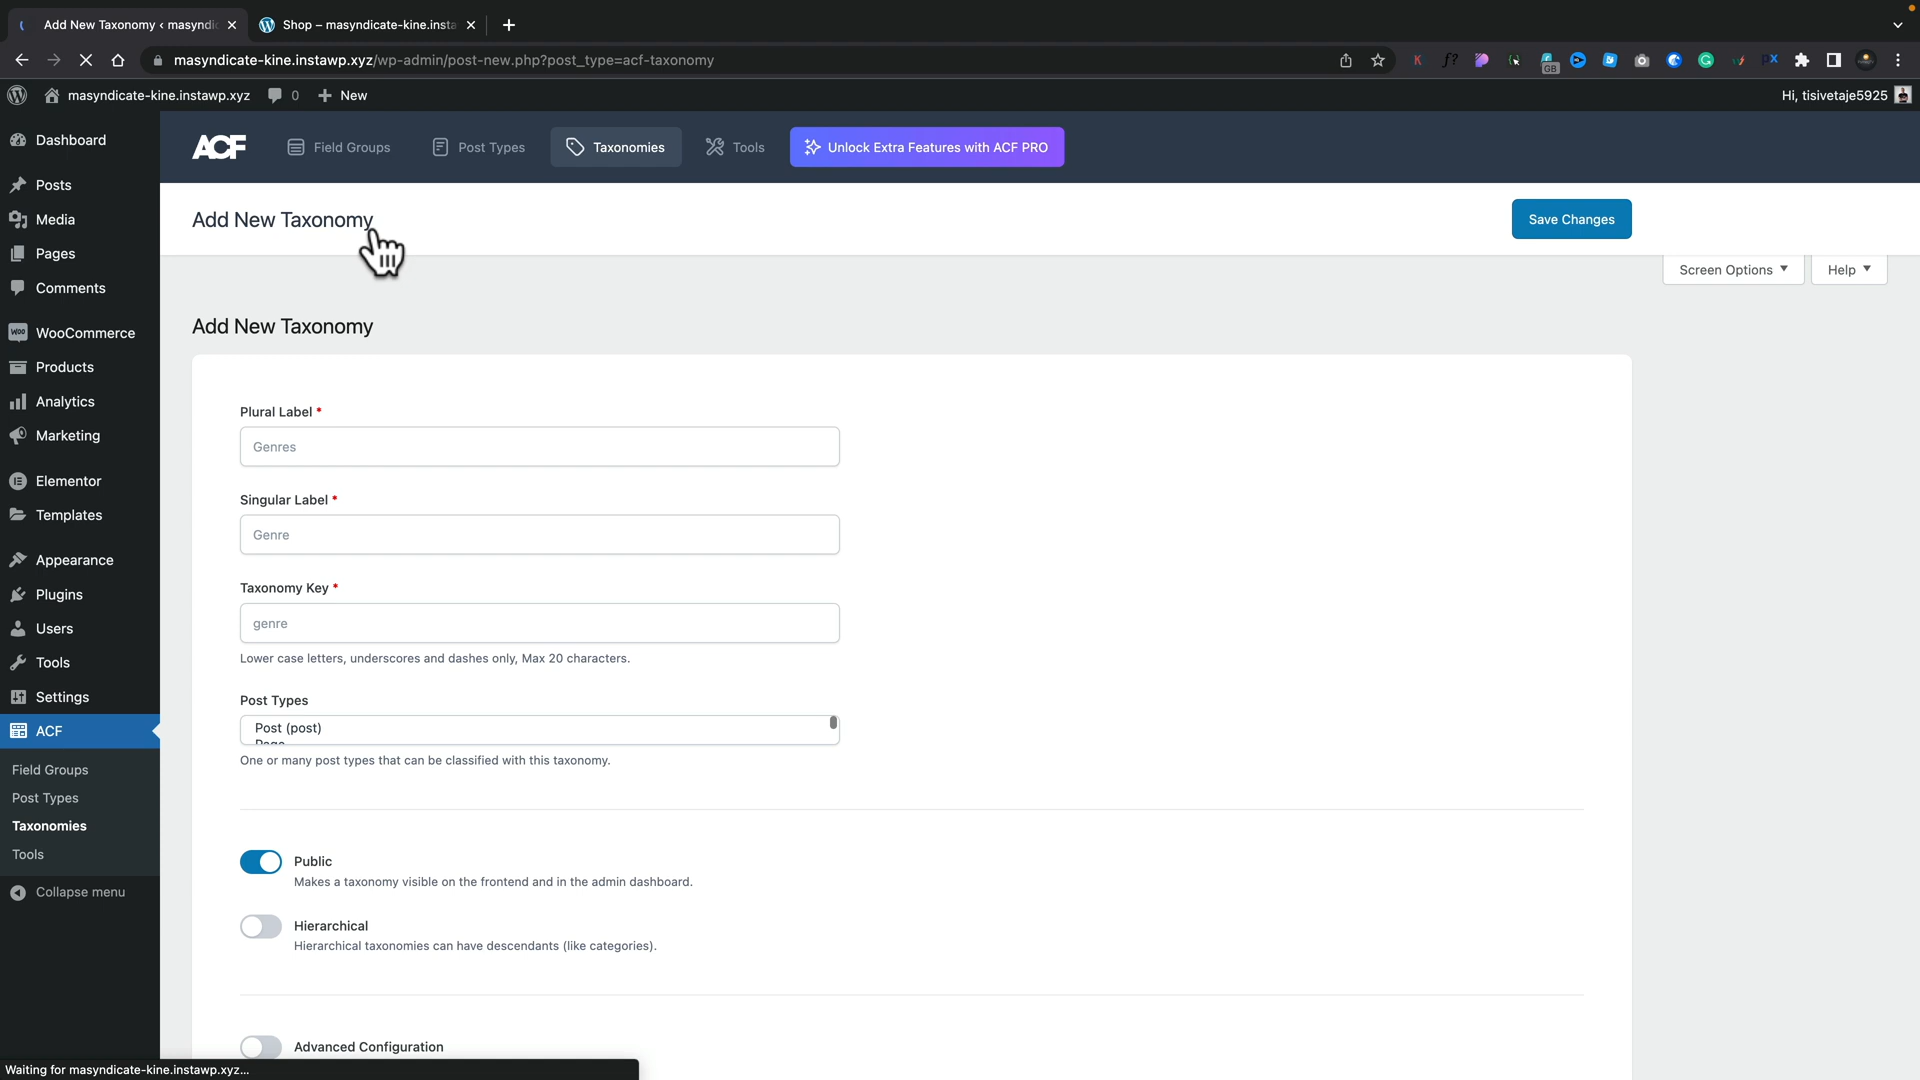 Add New Taxonomy < masyndic
Shop – masyndicate-kine.insta
masyndicate-kine.instawp.xyz/wp-admin/post-new.php?post_type=acf-taxonomy
masyndicate-kine.instawp.xyz
0
New
Hi, tisivetaje5925
Dashboard
Posts
Media
Pages
Comments
WooCommerce
Products
Analytics
Marketing
Elementor
Templates
Appearance
Plugins
Users
Tools
Settings
ACF
Field Groups
Post Types
Taxonomies
Tools
Collapse menu
ACF
Field Groups
Post Types
Taxonomies
Tools
Unlock Extra Features with ACF PRO
Add New Taxonomy
Save Changes
Screen Options
Help
Add New Taxonomy
Plural Label *
Genres
Singular Label *
Genre
Taxonomy Key *
genre
Lower case letters, underscores and dashes only, Max 20 characters.
Post Types
Post (post)
One or many post types that can be classified with this taxonomy.
Public
Makes a taxonomy visible on the frontend and in the admin dashboard.
Hierarchical
Hierarchical taxonomies can have descendants (like categories).
Advanced Configuration
Waiting for masyndicate-kine.instawp.xyz...